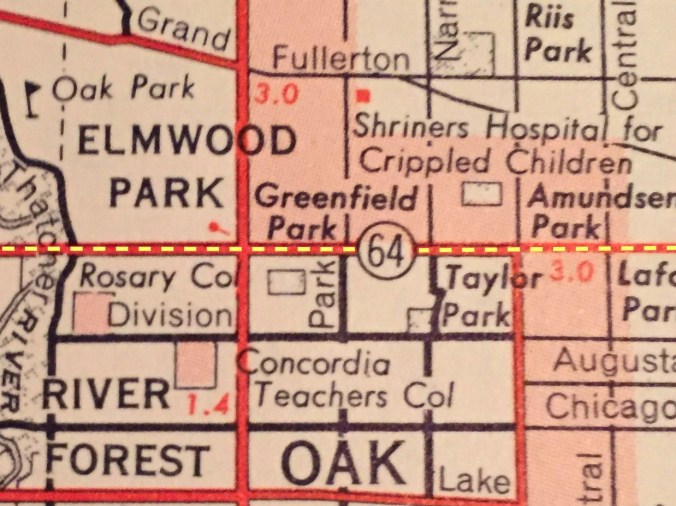 Grand
Riis
Park
Narr
Central
Fullerton
Oak Park
3.0
ELMWOOD
PARK
Shriners Hospital for
Crippled Children
Thatcher
Greenfield
Park
Amundsen
Park
64
Rosary Col
Division
Park
Taylor
Park
3.0
Lafa
Par
RIVER
Concordia
Teachers Col
Augusta
RIVER
1.4
Chicago
FOREST
OAK
Lake
tral